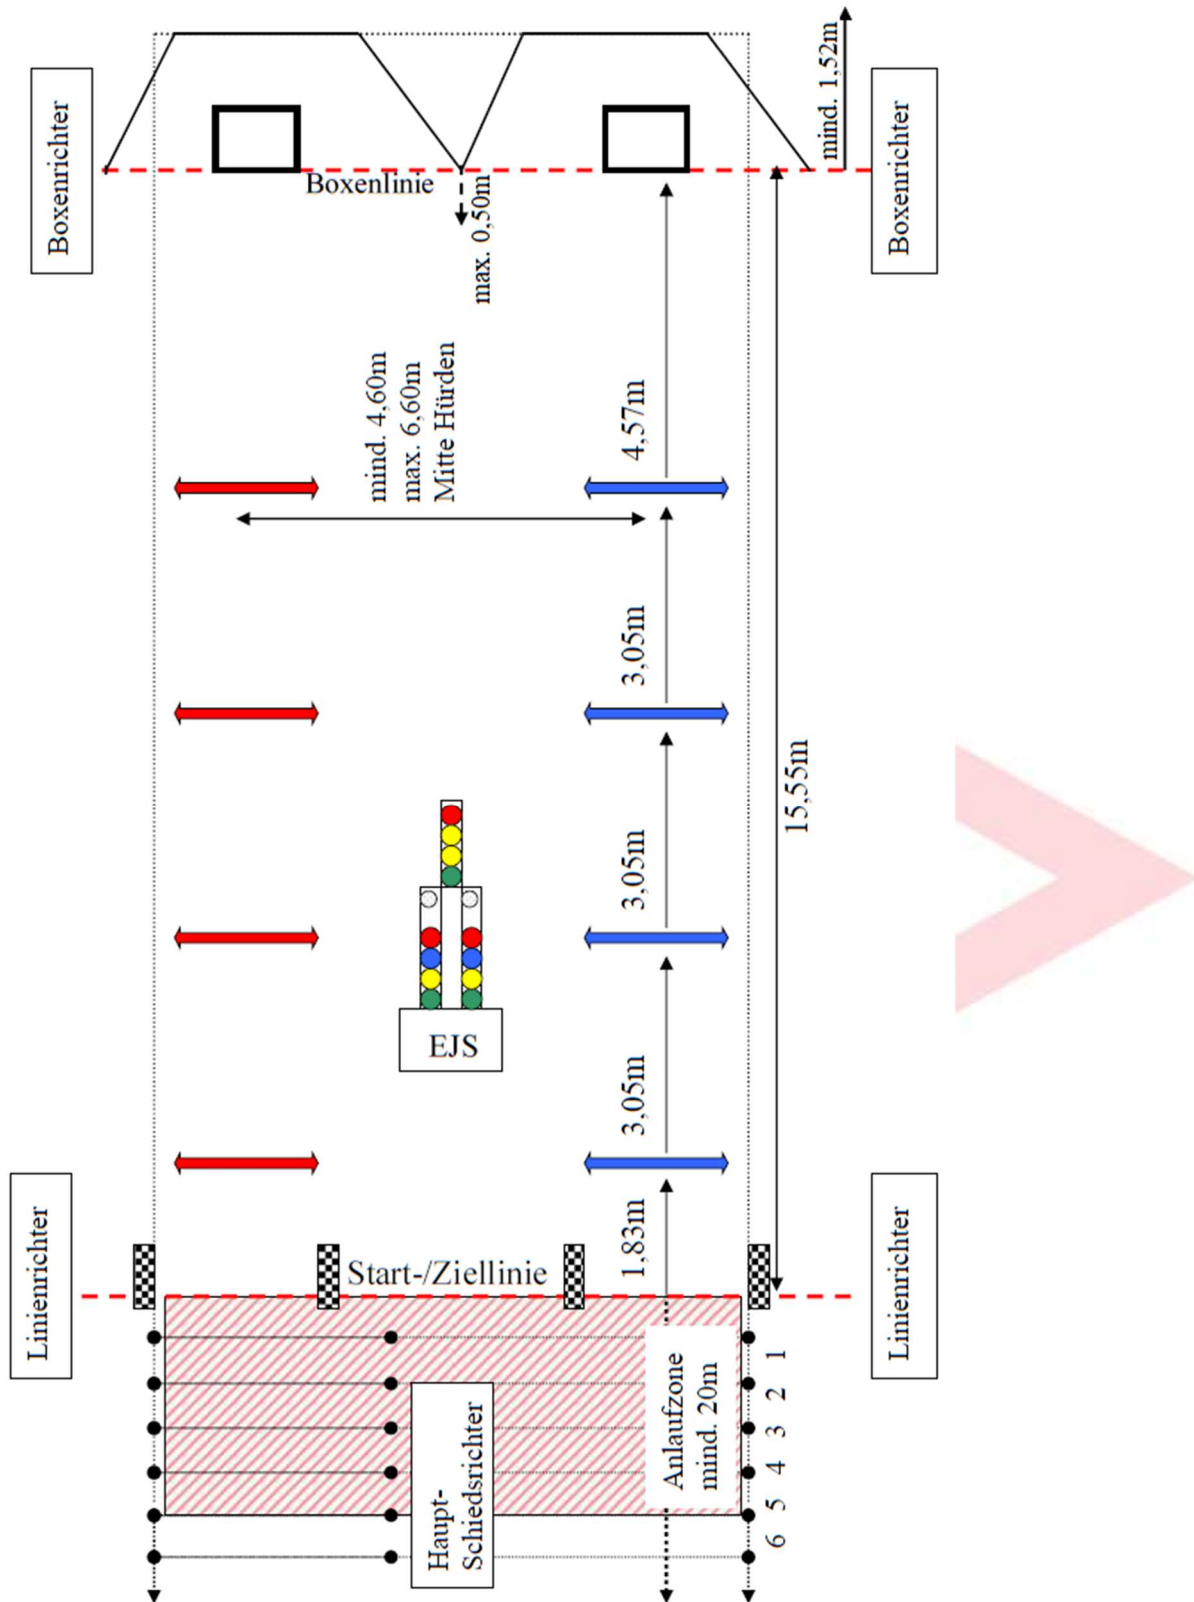 mind. 1,52m
Boxenrichter
Boxenrichter
Boxenlinie
max. 0,50m
mind. 4,60m
max. 6,60m
Mitte Hürden
4,57m
3,05m
15,55m
3,05m
EJS
3,05m
Linienrichter
Linienrichter
1,83m
Start-/Ziellinie
Anlaufzone
mind. 20m
Haupt-
Schiedsrichter
1
2
3
4
5
6